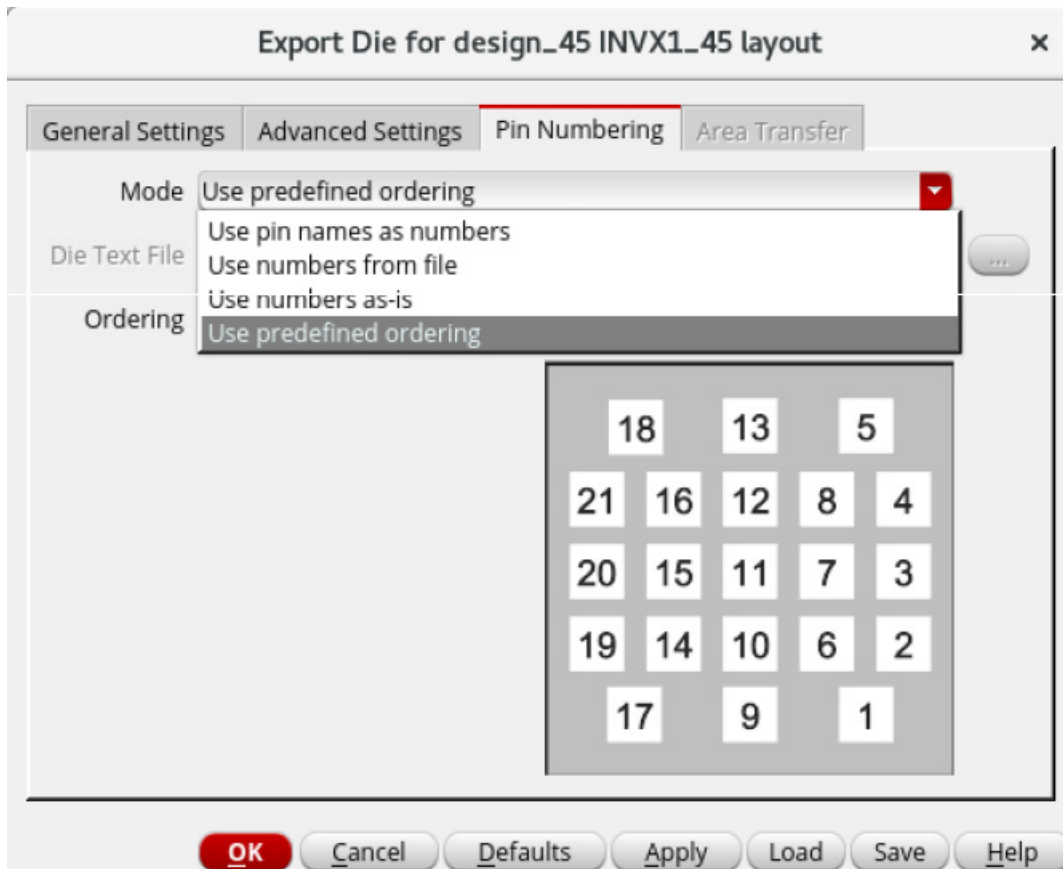 Export Die for design_45 INVX1_45 layout ×
General Settings Advanced Settings Pin Numbering Area Transfer
Mode Use predefined ordering
Use pin names as numbers
Die Text File Use numbers from file ...
Use numbers as-is
Ordering Use predefined ordering
18 13 5
21 16 12 8 4
20 15 11 7 3
19 14 10 6 2
17 9 1
OK Cancel Defaults Apply Load Save Help